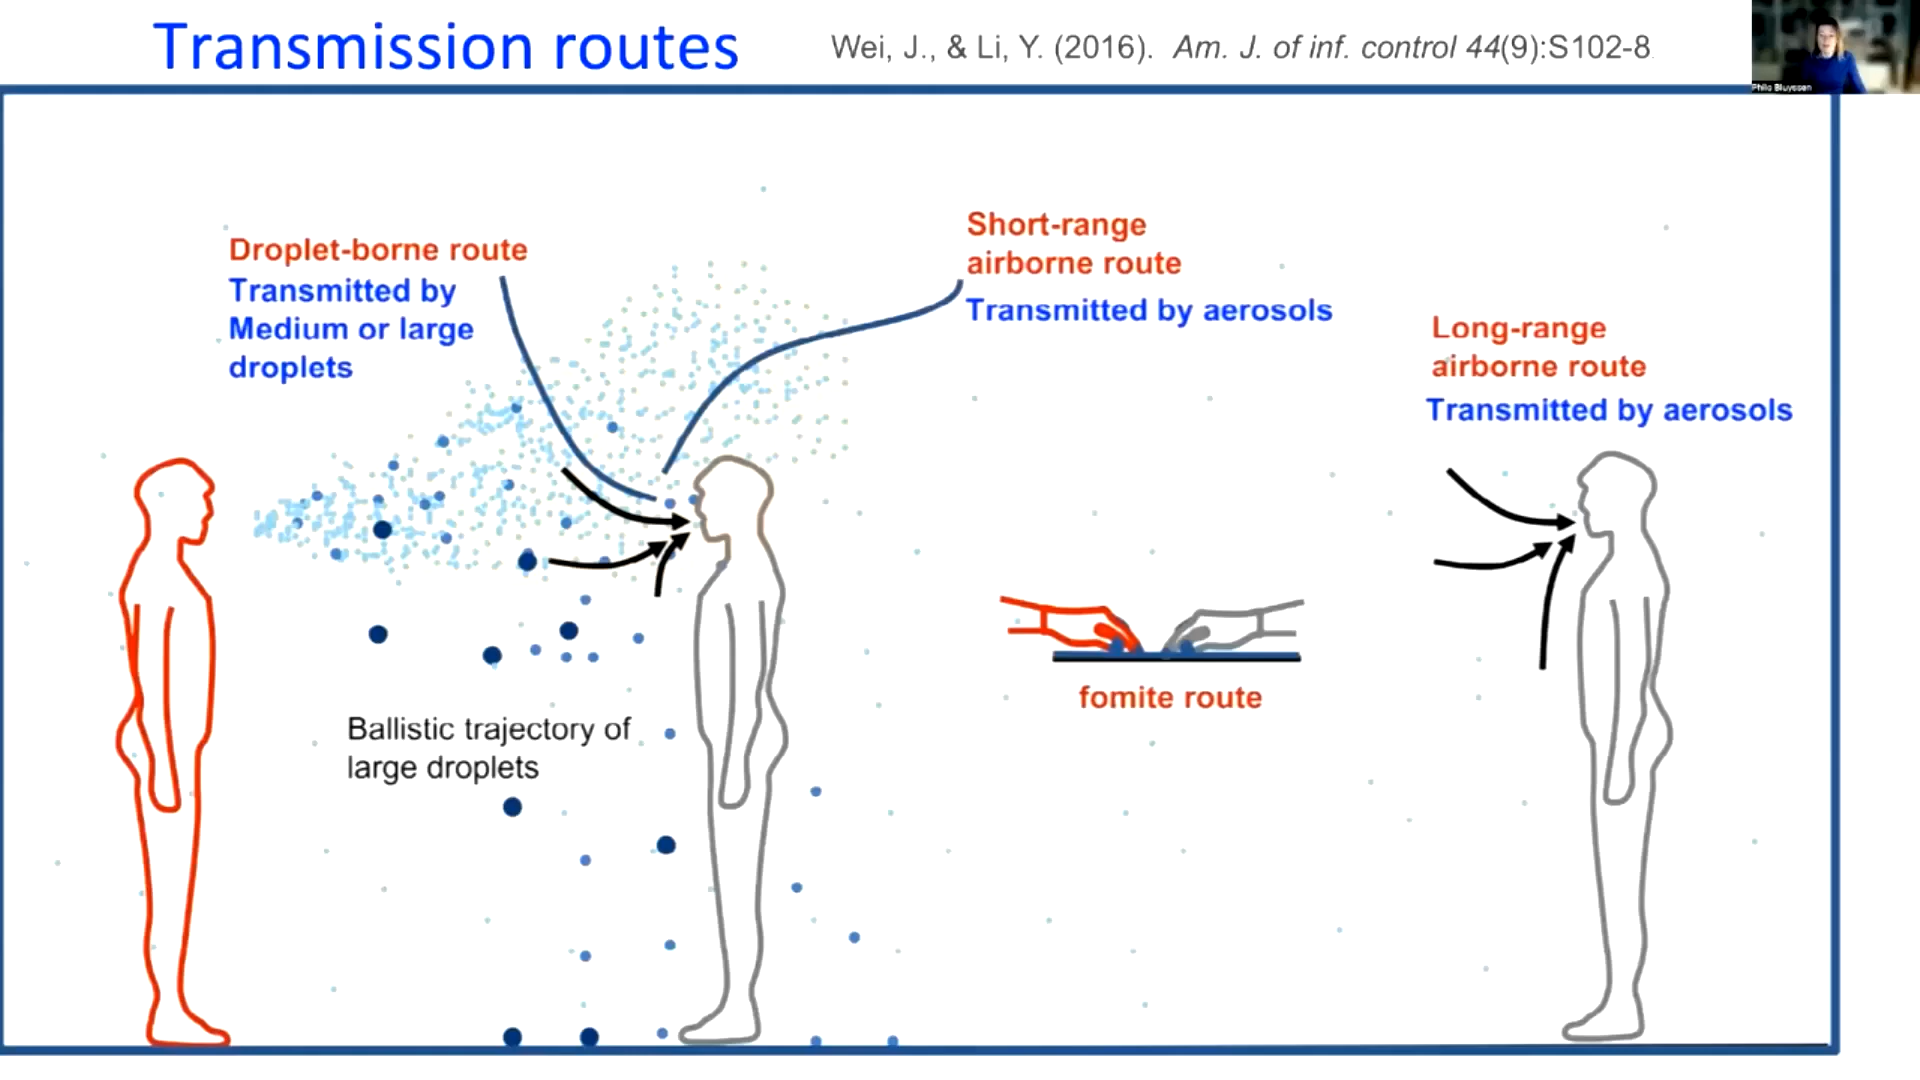 Transmission routes
Wei, J., & Li, Y. (2016). Am. J. of inf. control 44(9):S102-8
Philo Bluyssen
Droplet-borne route
Transmitted by
Medium or large
droplets
Short-range
airborne route
Transmitted by aerosols
Long-range
airborne route
Transmitted by aerosols
fomite route
Ballistic trajectory of
large droplets